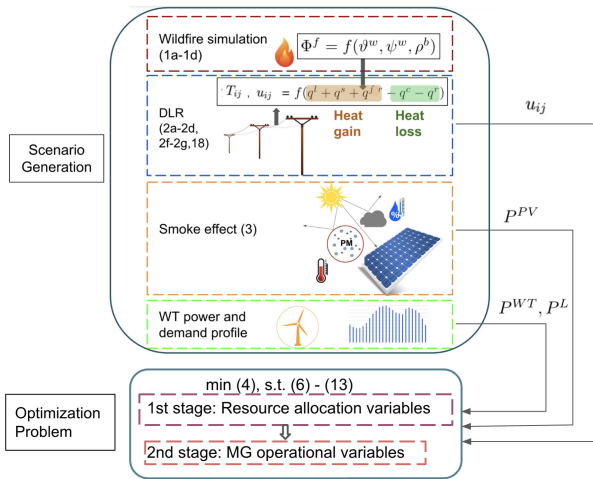 Wildfire simulation
(1a-1d)
Φ^f = f(ϑ^w, ψ^w, ρ^b)
T_ij , u_ij = f(q^l + q^s + q^f r - q^c - q^r)
DLR
(2a-2d,
2f-2g,18)
Heat
gain
Heat
loss
u_ij
Scenario
Generation
Smoke effect (3)
%
PM
P^PV
WT power and
demand profile
P^WT, P^L
min (4), s.t. (6) - (13)
Optimization
Problem
1st stage: Resource allocation variables
2nd stage: MG operational variables